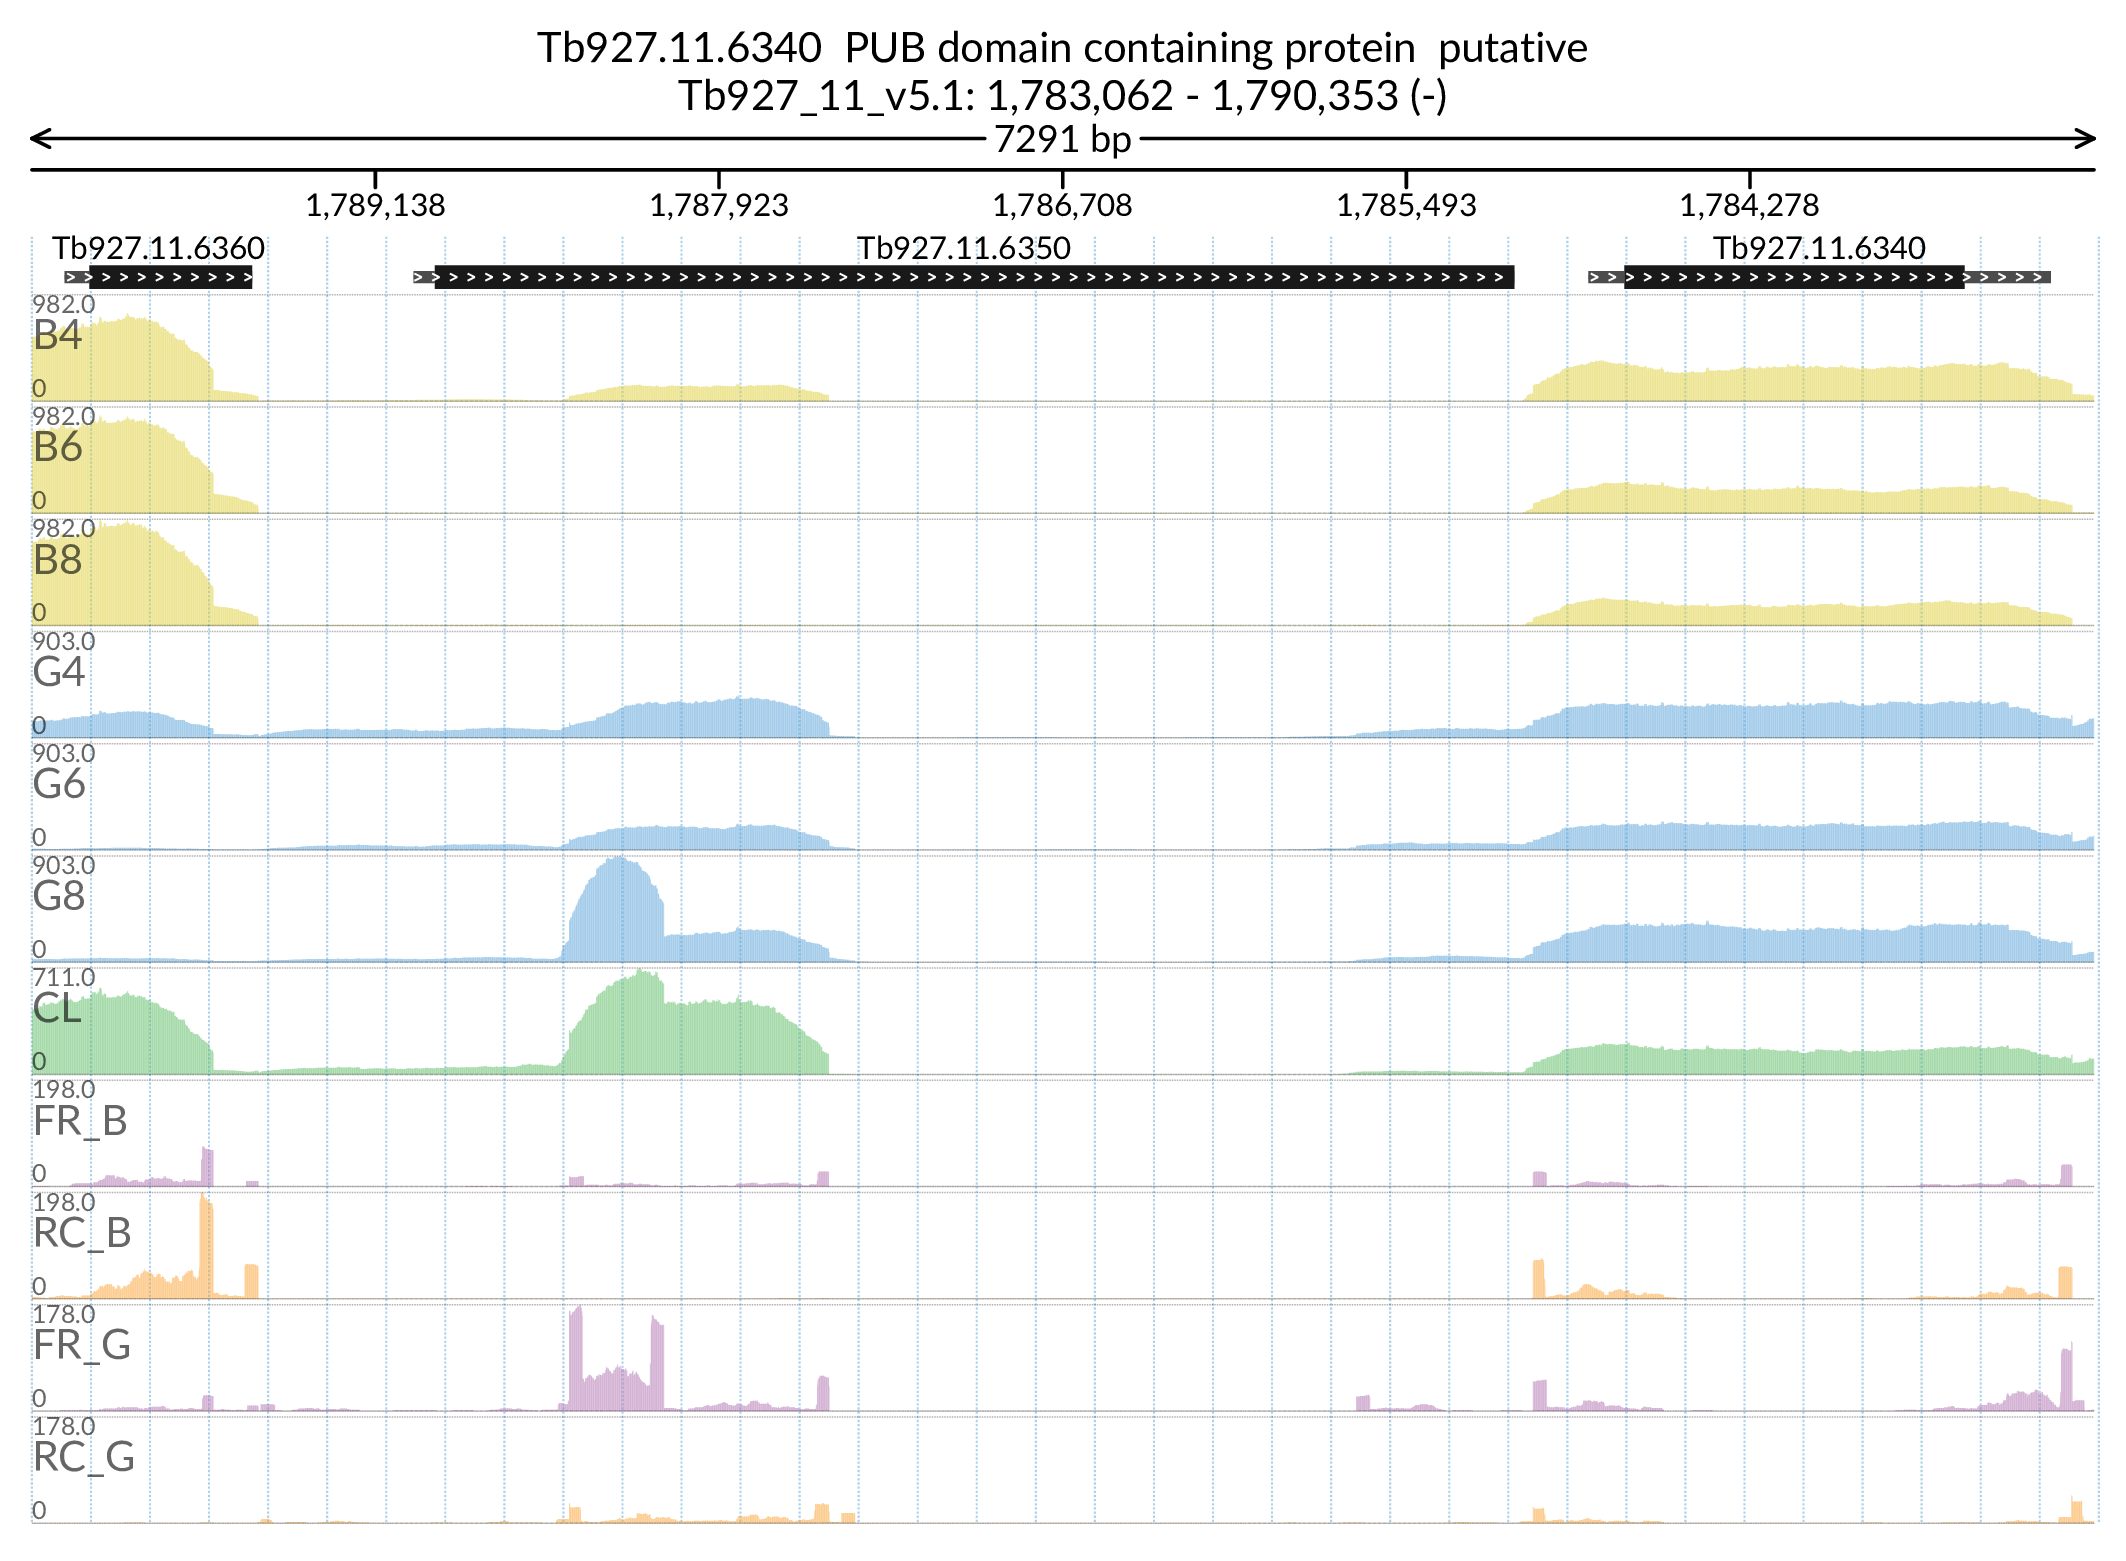 Tb927.11.6340  PUB domain containing protein  putative
Tb927_11_v5.1: 1,783,062 - 1,790,353 (-)
7291 bp
1,789,138 1,787,923 1,786,708 1,785,493 1,784,278
Tb927.11.6360 Tb927.11.6350 Tb927.11.6340
982.0
B4
0
982.0
B6
0
982.0
B8
0
903.0
G4
0
903.0
G6
0
903.0
G8
0
711.0
CL
0
198.0
FR_B
0
198.0
RC_B
0
178.0
FR_G
0
178.0
RC_G
0